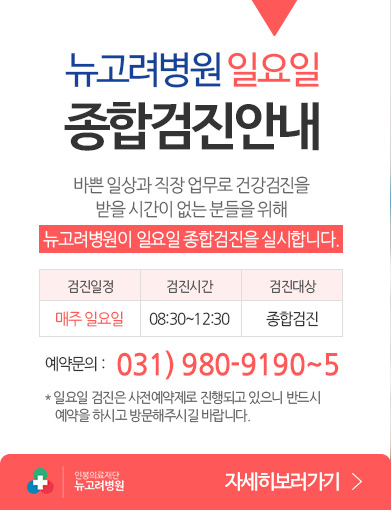 뉴고려병원 일요일
종합검진안내
바쁜 일상과 직장 업무로 건강검진을
받을 시간이 없는 분들을 위해
뉴고려병원이 일요일 종합검진을 실시합니다.
검진일정 검진시간 검진대상
매주 일요일 08:30~12:30 종합검진
예약문의 : 031) 980-9190~5
* 일요일 검진은 사전예약제로 진행되고 있으니 반드시
예약을 하시고 방문해주시길 바랍니다.
인봉의료재단
뉴고려병원
자세히보러가기 >